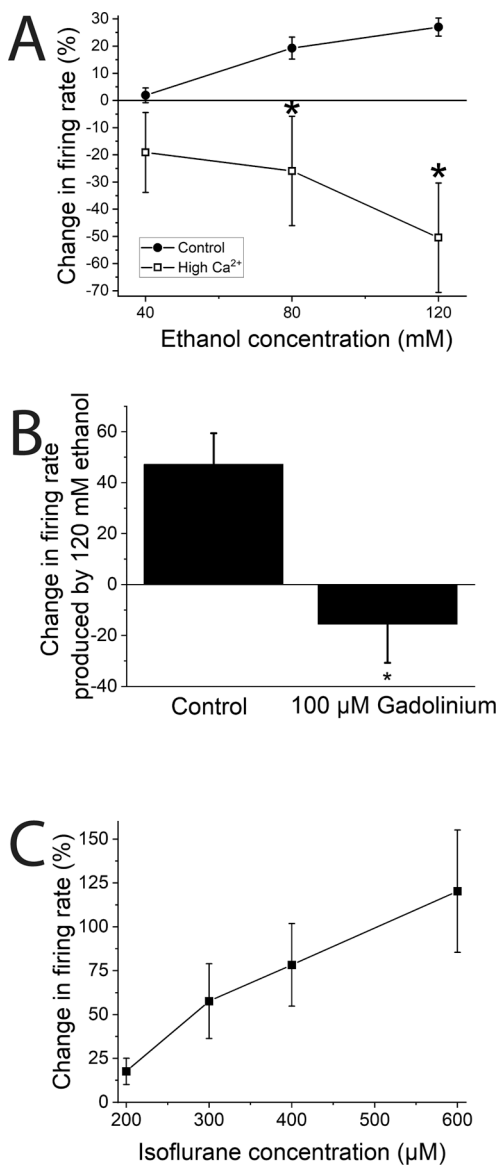 A
Change in firing rate (%)
30
20
10
0
-10
-20
-30
-40
-50
-60
-70
*
*
Control
High Ca²⁺
40
80
120
Ethanol concentration (mM)
B
Change in firing rate
produced by 120 mM ethanol
60
40
20
0
-20
-40
*
Control
100 µM Gadolinium
C
Change in firing rate (%)
150
125
100
75
50
25
0
200
300
400
500
600
Isoflurane concentration (µM)